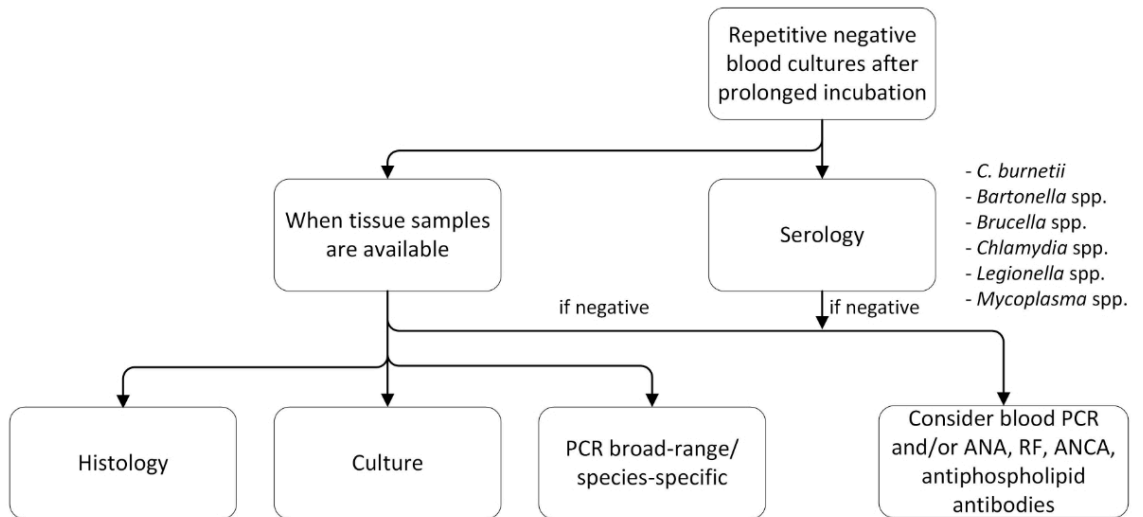 Repetitive negative
blood cultures after
prolonged incubation
When tissue samples
are available
Serology
- C. burnetii
- Bartonella spp.
- Brucella spp.
- Chlamydia spp.
- Legionella spp.
- Mycoplasma spp.
if negative
if negative
Histology
Culture
PCR broad-range/
species-specific
Consider blood PCR
and/or ANA, RF, ANCA,
antiphospholipid
antibodies